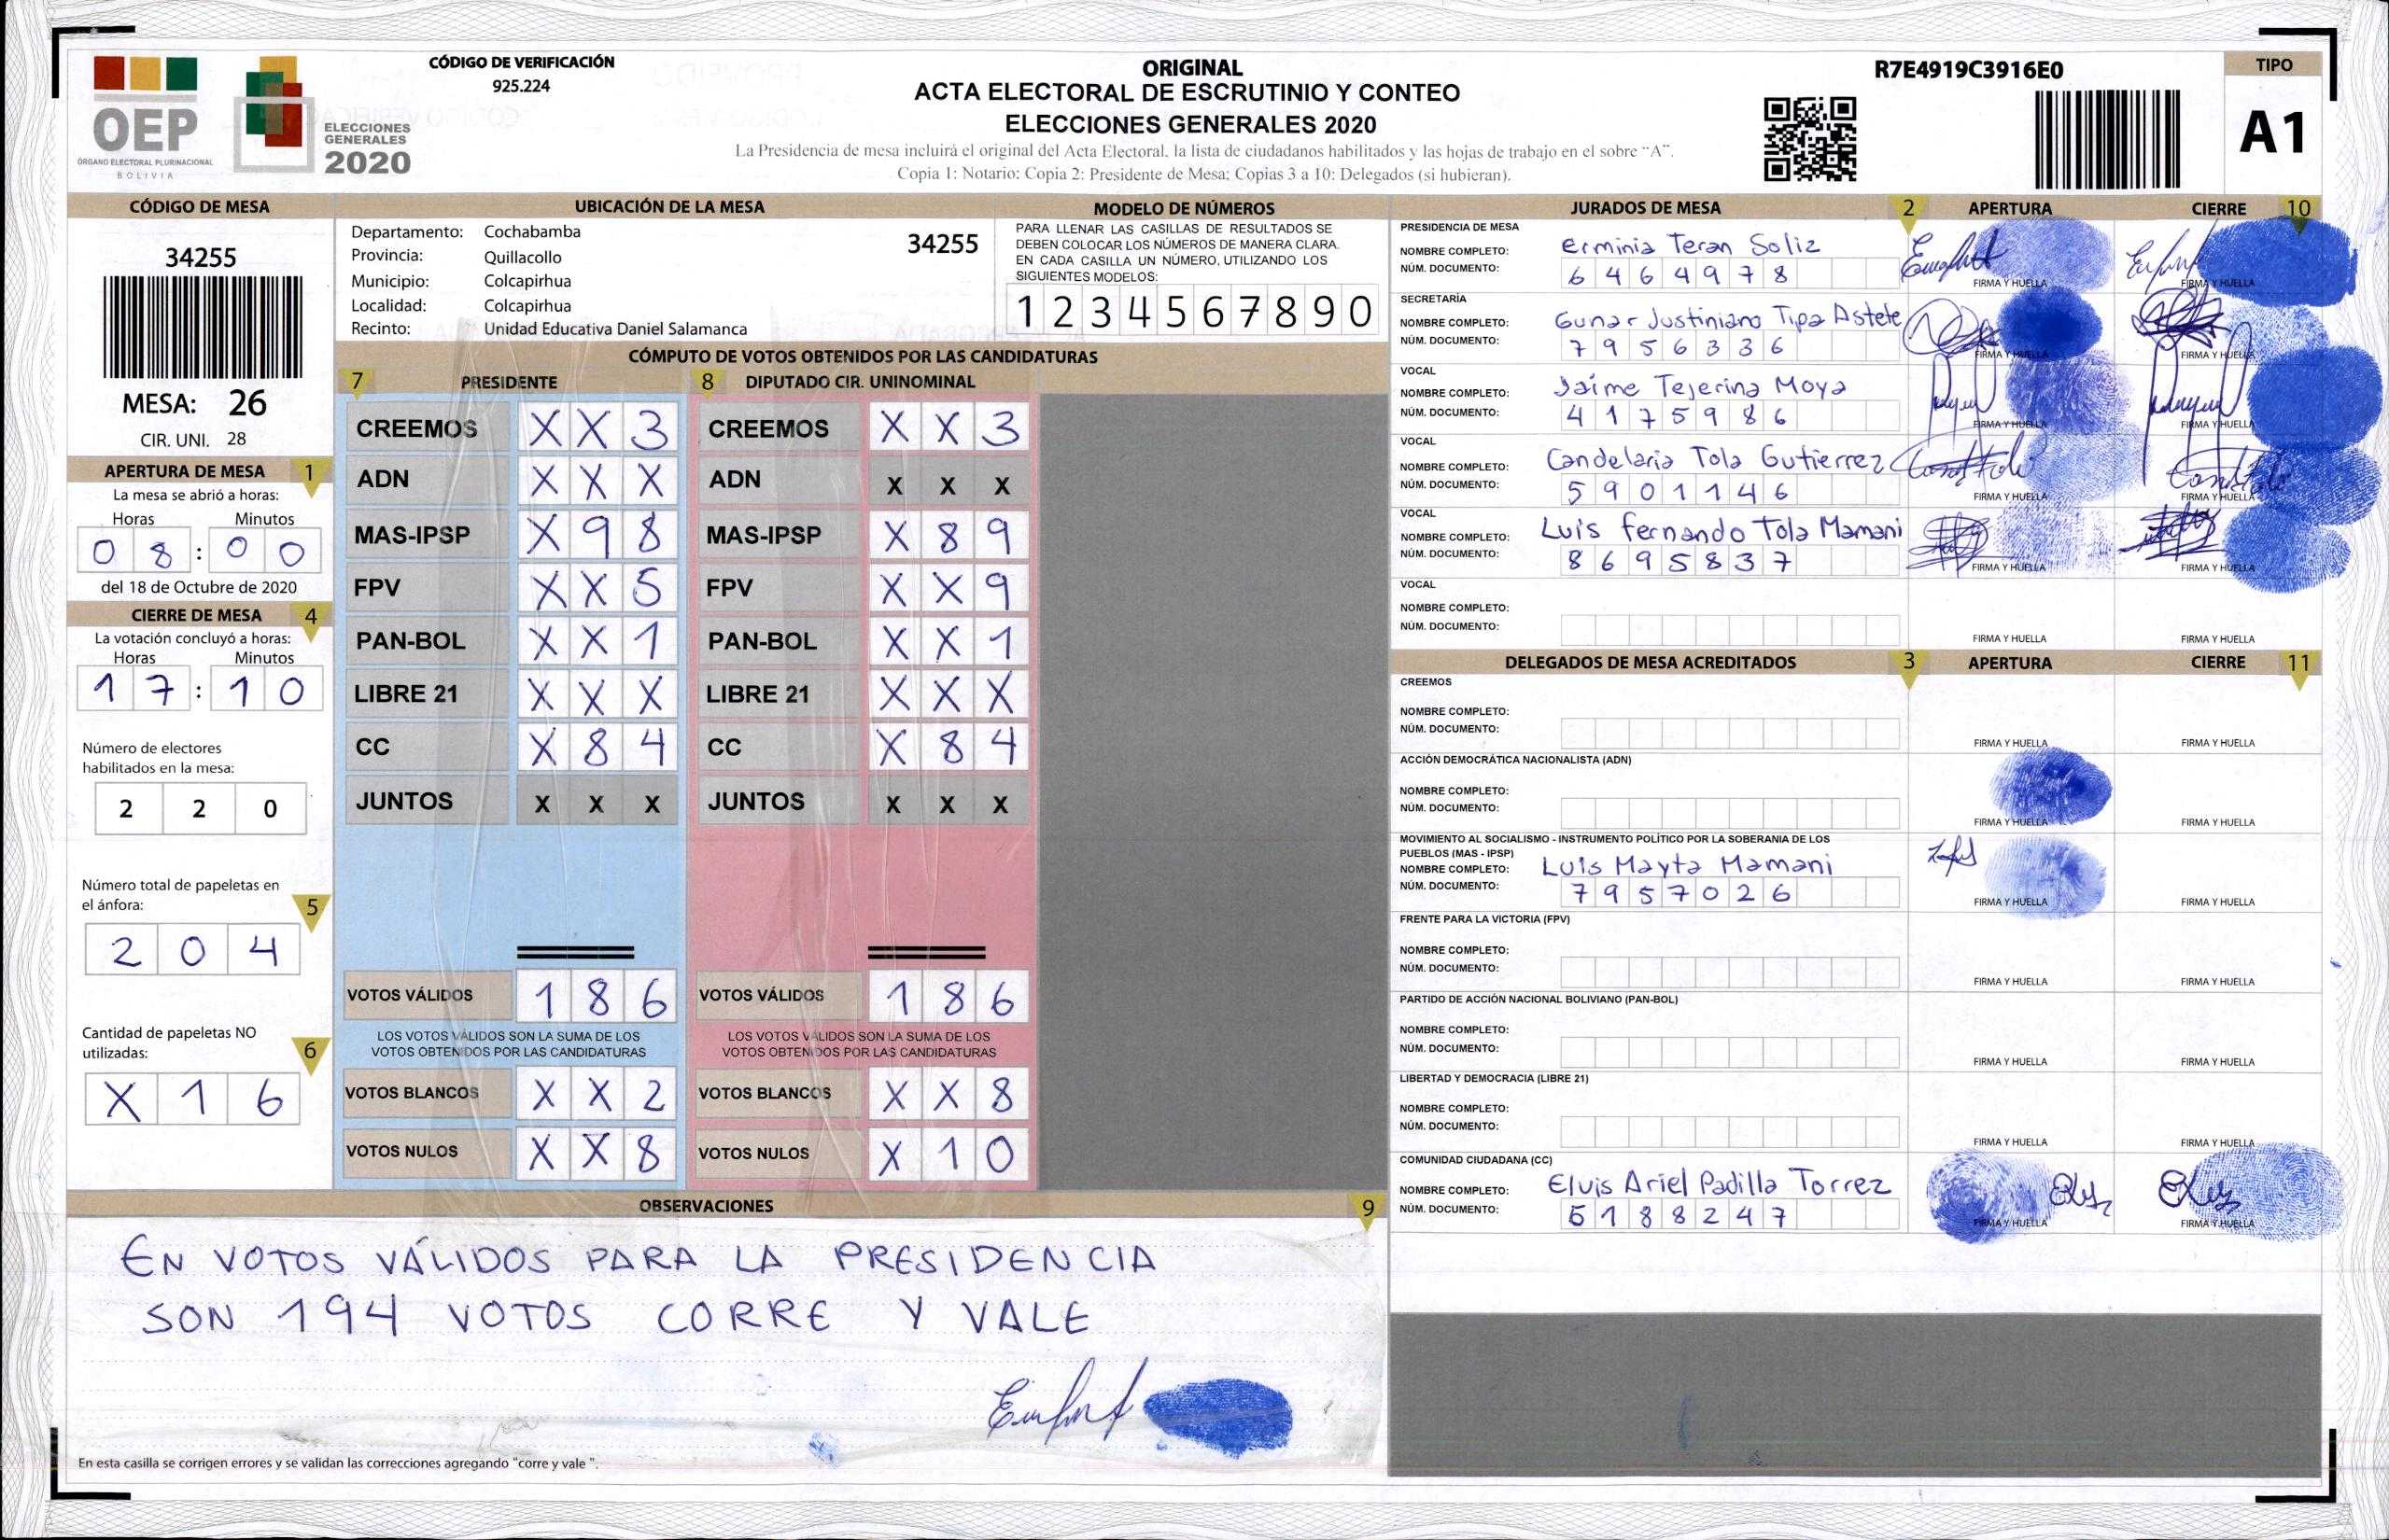 OEP
ÓRGANO ELECTORAL PLURINACIONAL
BOLIVIA
ELECCIONES
GENERALES
2020
CÓDIGO DE VERIFICACIÓN
925.224
ORIGINAL
ACTA ELECTORAL DE ESCRUTINIO Y CONTEO
ELECCIONES GENERALES 2020
La Presidencia de mesa incluirá el original del Acta Electoral, la lista de ciudadanos habilitados y las hojas de trabajo en el sobre "A".
Copia 1: Notario; Copia 2: Presidente de Mesa; Copias 3 a 10: Delegados (si hubieran).
R7E4919C3916E0
TIPO
A1
CÓDIGO DE MESA
34255
MESA: 26
CIR. UNI. 28
APERTURA DE MESA 1
La mesa se abrió a horas:
Horas Minutos
0 8 : 0 0
del 18 de Octubre de 2020
CIERRE DE MESA 4
La votación concluyó a horas:
Horas Minutos
1 7 : 1 0
Número de electores
habilitados en la mesa:
2 2 0
Número total de papeletas en
el ánfora: 5
2 0 4
Cantidad de papeletas NO
utilizadas: 6
X 1 6
UBICACIÓN DE LA MESA
Departamento: Cochabamba
34255
Provincia: Quillacollo
Municipio: Colcapirhua
Localidad: Colcapirhua
Recinto: Unidad Educativa Daniel Salamanca
MODELO DE NÚMEROS
PARA LLENAR LAS CASILLAS DE RESULTADOS SE
DEBEN COLOCAR LOS NÚMEROS DE MANERA CLARA.
EN CADA CASILLA UN NÚMERO, UTILIZANDO LOS
SIGUIENTES MODELOS:
1 2 3 4 5 6 7 8 9 0
CÓMPUTO DE VOTOS OBTENIDOS POR LAS CANDIDATURAS
7 PRESIDENTE 8 DIPUTADO CIR. UNINOMINAL
CREEMOS X X 3 CREEMOS X X 3
ADN X X X ADN X X X
MAS-IPSP X 9 8 MAS-IPSP X 8 9
FPV X X 5 FPV X X 9
PAN-BOL X X 1 PAN-BOL X X 1
LIBRE 21 X X X LIBRE 21 X X X
CC X 8 4 CC X 8 4
JUNTOS X X X JUNTOS X X X
VOTOS VÁLIDOS 1 8 6 VOTOS VÁLIDOS 1 8 6
LOS VOTOS VÁLIDOS SON LA SUMA DE LOS LOS VOTOS VÁLIDOS SON LA SUMA DE LOS
VOTOS OBTENIDOS POR LAS CANDIDATURAS VOTOS OBTENIDOS POR LAS CANDIDATURAS
VOTOS BLANCOS X X 2 VOTOS BLANCOS X X 8
VOTOS NULOS X X 8 VOTOS NULOS X 1 0
OBSERVACIONES 9
EN VOTOS VÁLIDOS PARA LA PRESIDENCIA
SON 194 VOTOS CORRE Y VALE
En esta casilla se corrigen errores y se validan las correcciones agregando "corre y vale ".
JURADOS DE MESA 2 APERTURA CIERRE 10
PRESIDENCIA DE MESA
NOMBRE COMPLETO: Erminia Teran Soliz
NÚM. DOCUMENTO: 6 4 6 4 9 7 8
FIRMA Y HUELLA FIRMA Y HUELLA
SECRETARÍA
NOMBRE COMPLETO: Gunar Justiniano Tipa Astete
NÚM. DOCUMENTO: 7 9 5 6 3 3 6
FIRMA Y HUELLA FIRMA Y HUELLA
VOCAL
NOMBRE COMPLETO: Jaime Tejerina Moya
NÚM. DOCUMENTO: 4 1 7 5 9 8 6
FIRMA Y HUELLA FIRMA Y HUELLA
VOCAL
NOMBRE COMPLETO: Candelaria Tola Gutierrez
NÚM. DOCUMENTO: 5 9 0 1 1 4 6
FIRMA Y HUELLA FIRMA Y HUELLA
VOCAL
NOMBRE COMPLETO: Luis Fernando Tola Mamani
NÚM. DOCUMENTO: 8 6 9 5 8 3 7
FIRMA Y HUELLA FIRMA Y HUELLA
VOCAL
NOMBRE COMPLETO:
NÚM. DOCUMENTO:
FIRMA Y HUELLA FIRMA Y HUELLA
DELEGADOS DE MESA ACREDITADOS 3 APERTURA CIERRE 11
CREEMOS
NOMBRE COMPLETO:
NÚM. DOCUMENTO:
FIRMA Y HUELLA FIRMA Y HUELLA
ACCIÓN DEMOCRÁTICA NACIONALISTA (ADN)
NOMBRE COMPLETO:
NÚM. DOCUMENTO:
FIRMA Y HUELLA FIRMA Y HUELLA
MOVIMIENTO AL SOCIALISMO - INSTRUMENTO POLÍTICO POR LA SOBERANIA DE LOS
PUEBLOS (MAS - IPSP)
NOMBRE COMPLETO: Luis Mayta Mamani
NÚM. DOCUMENTO: 7 9 5 7 0 2 6
FIRMA Y HUELLA FIRMA Y HUELLA
FRENTE PARA LA VICTORIA (FPV)
NOMBRE COMPLETO:
NÚM. DOCUMENTO:
FIRMA Y HUELLA FIRMA Y HUELLA
PARTIDO DE ACCIÓN NACIONAL BOLIVIANO (PAN-BOL)
NOMBRE COMPLETO:
NÚM. DOCUMENTO:
FIRMA Y HUELLA FIRMA Y HUELLA
LIBERTAD Y DEMOCRACIA (LIBRE 21)
NOMBRE COMPLETO:
NÚM. DOCUMENTO:
FIRMA Y HUELLA FIRMA Y HUELLA
COMUNIDAD CIUDADANA (CC)
NOMBRE COMPLETO: Elvis Ariel Padilla Torrez
NÚM. DOCUMENTO: 5 1 8 8 2 4 7
FIRMA Y HUELLA FIRMA Y HUELLA